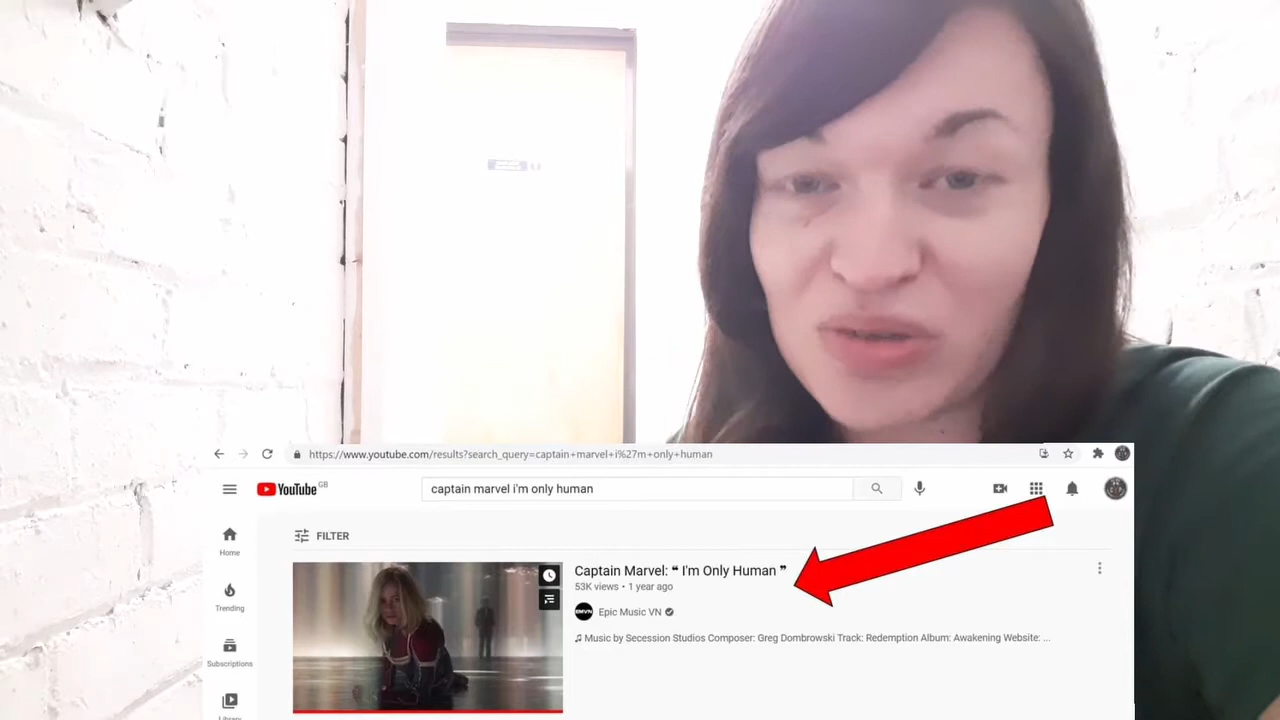 https://www.youtube.com/results?search_query=captain+marvel+i%27m+only+human
YouTube GB
captain marvel i'm only human
FILTER
Home
Captain Marvel: ❝ I'm Only Human ❞
53K views • 1 year ago
Trending
EMVN
Epic Music VN
♫ Music by Secession Studios Composer: Greg Dombrowski Track: Redemption Album: Awakening Website: ...
Subscriptions
Library